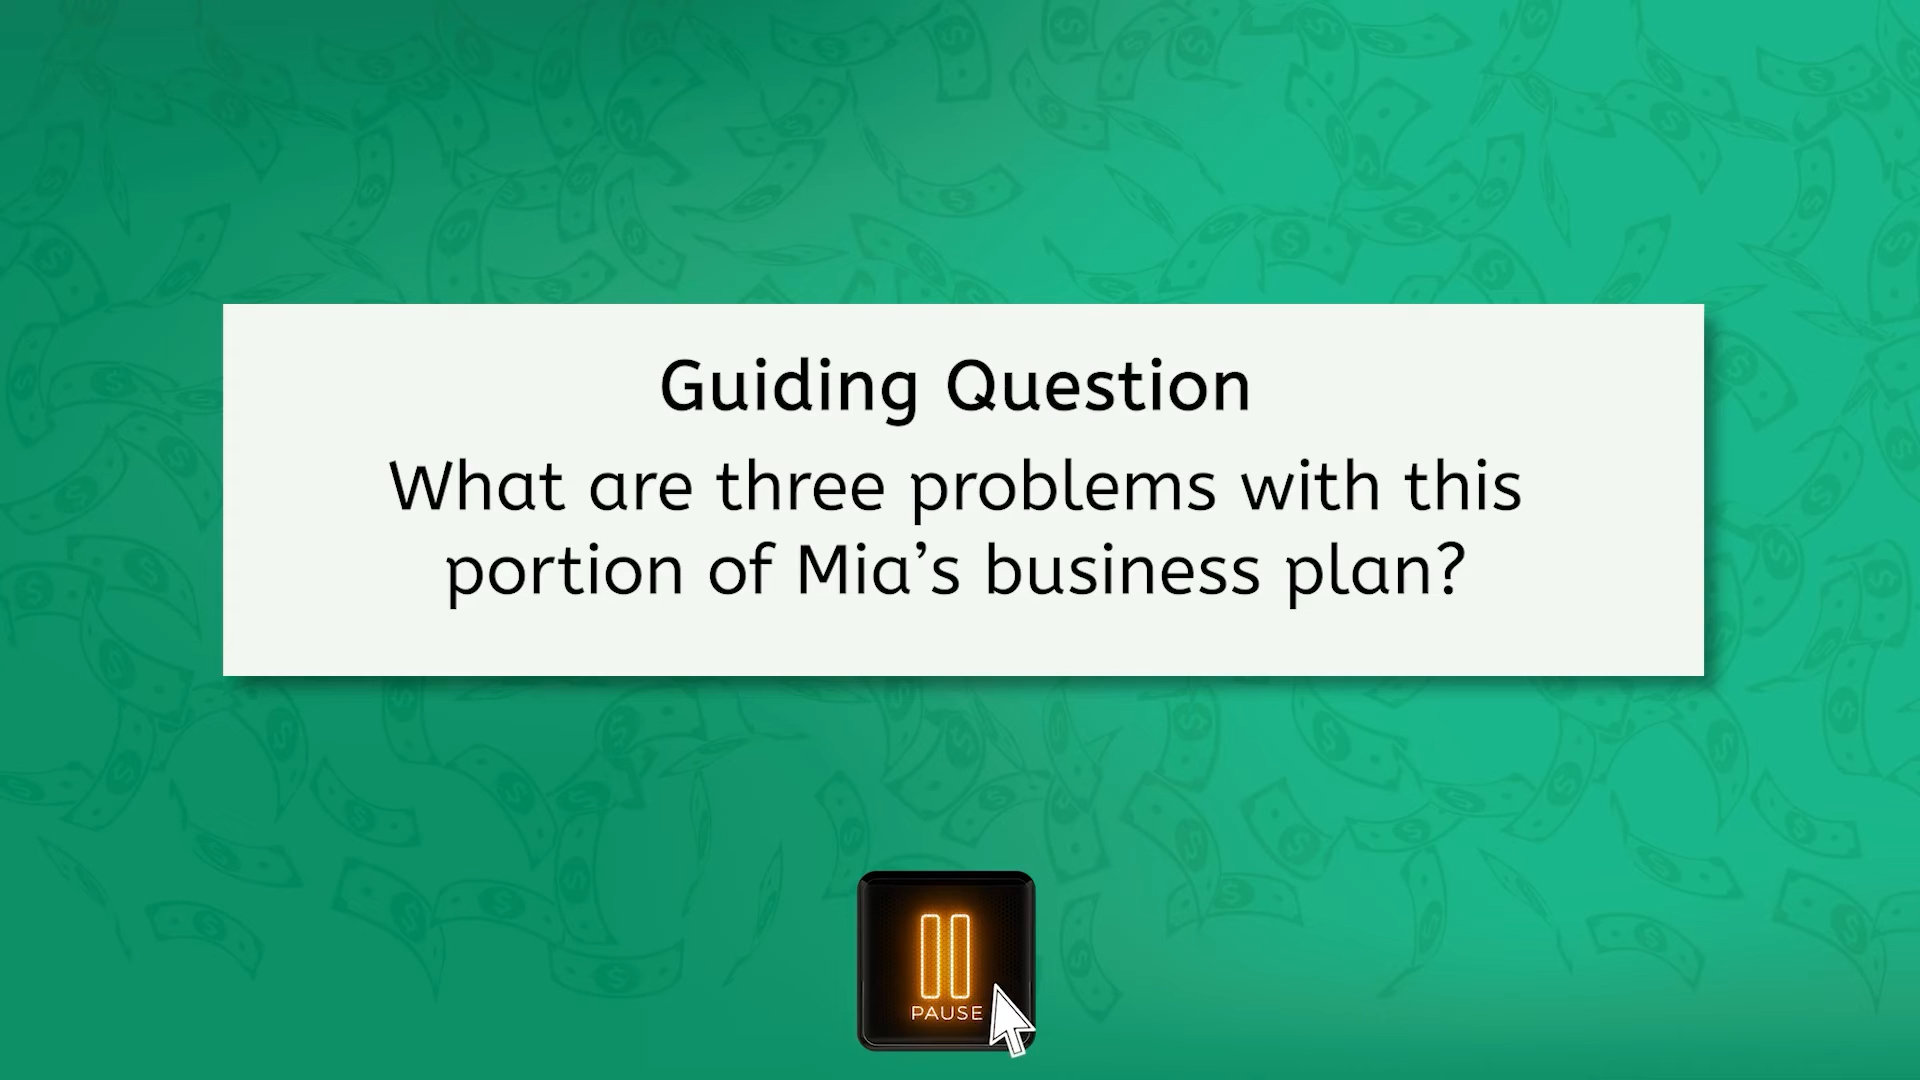 Guiding Question
What are three problems with this
portion of Mia’s business plan?
PAUSE